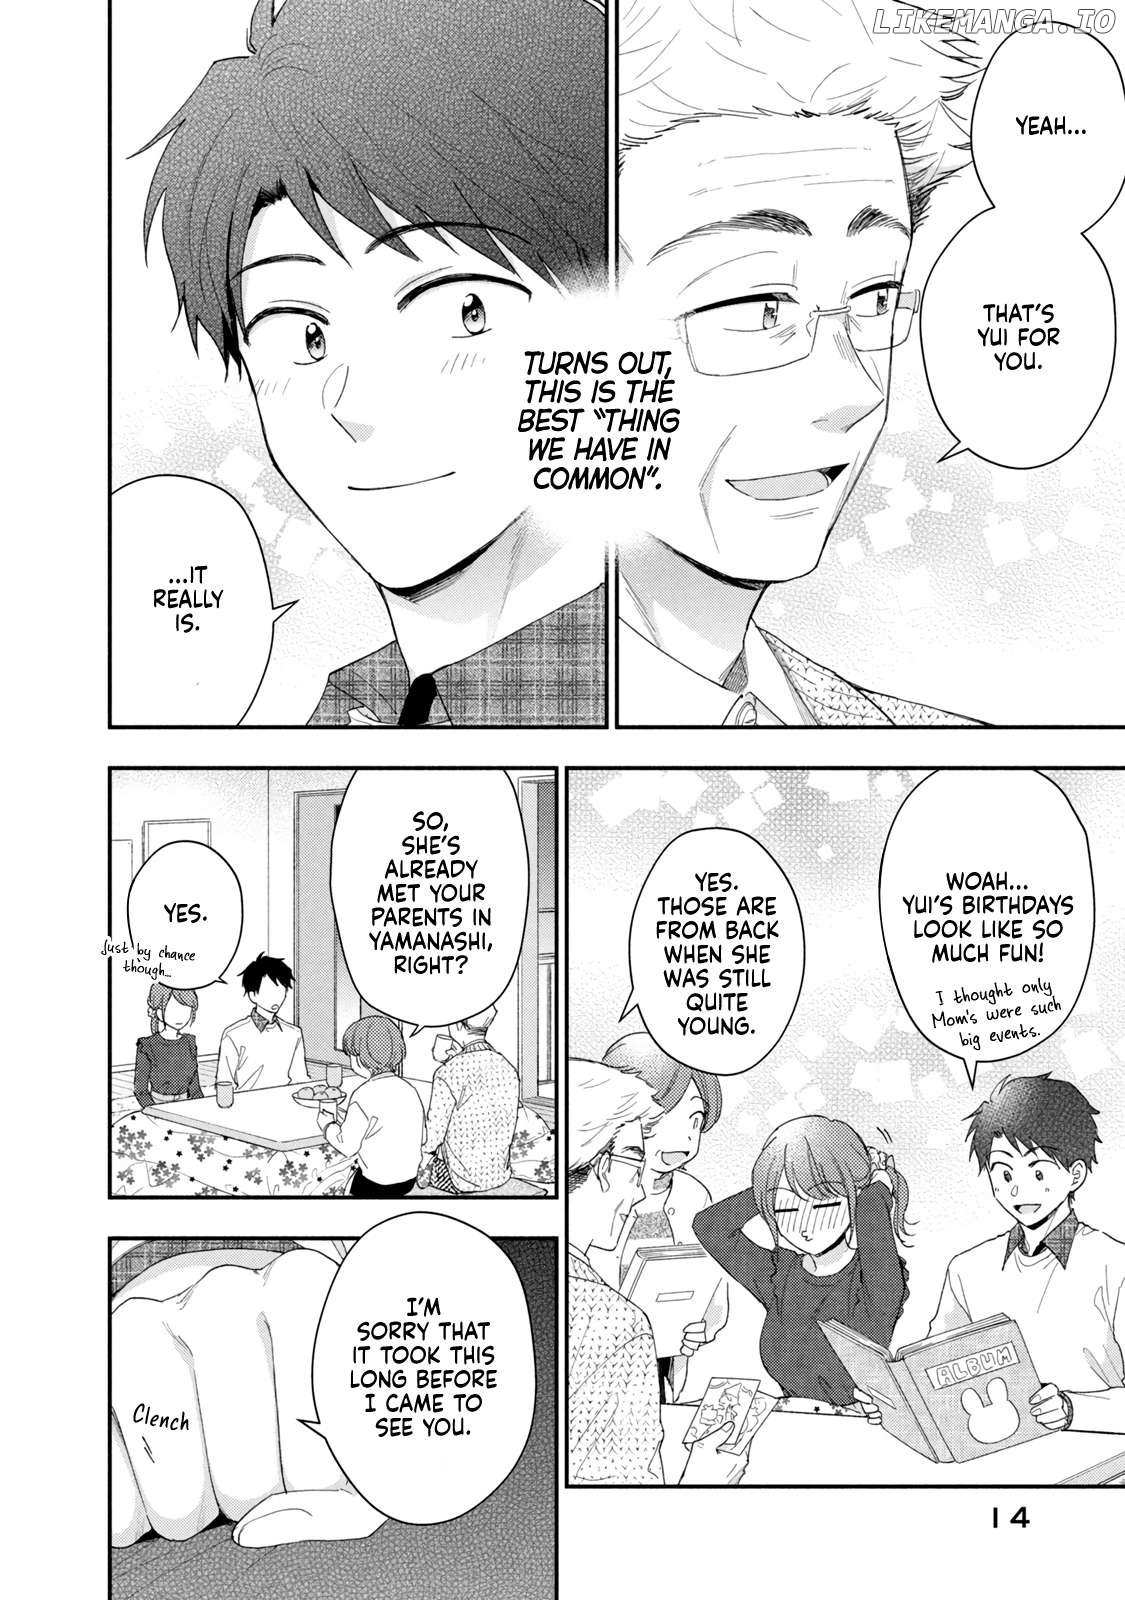 LIKEMANGA.IO
YEAH...
THAT'S
YUI FOR
YOU.
TURNS OUT,
THIS IS THE
BEST "THING
WE HAVE IN
COMMON".
...IT
REALLY
IS.
WOAH...
YUI'S BIRTHDAYS
LOOK LIKE SO
MUCH FUN!
I thought only
Mom's were such
big events.
YES.
THOSE ARE
FROM BACK
WHEN SHE
WAS STILL
QUITE
YOUNG.
ALBUM
SO,
SHE'S
ALREADY
MET YOUR
PARENTS IN
YAMANASHI,
RIGHT?
YES.
Just by chance
though...
I'M
SORRY THAT
IT TOOK THIS
LONG BEFORE
I CAME TO
SEE YOU.
Clench
14